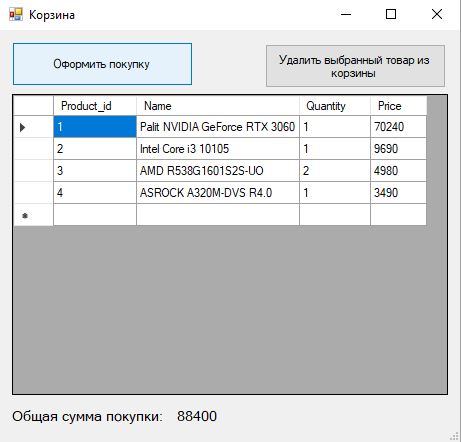 Корзина
Оформить покупку
Удалить выбранный товар из
корзины
Product_id Name Quantity Price
1 Palit NVIDIA GeForce RTX 3060 1 70240
2 Intel Core i3 10105 1 9690
3 AMD R538G1601S2S-UO 2 4980
4 ASROCK A320M-DVS R4.0 1 3490
Общая сумма покупки: 88400